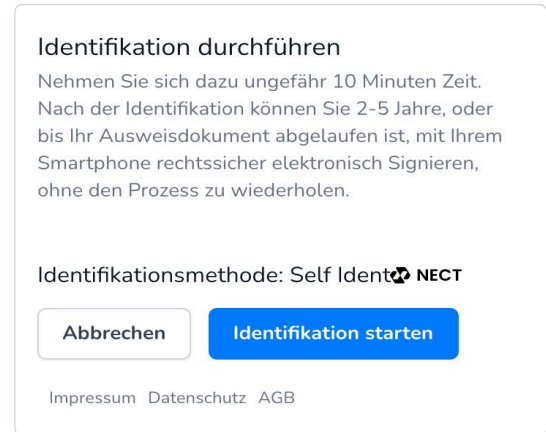 Identifikation durchführen
Nehmen Sie sich dazu ungefähr 10 Minuten Zeit.
Nach der Identifikation können Sie 2-5 Jahre, oder
bis Ihr Ausweisdokument abgelaufen ist, mit Ihrem
Smartphone rechtssicher elektronisch Signieren,
ohne den Prozess zu wiederholen.
Identifikationsmethode: Self Ident NECT
Abbrechen Identifikation starten
Impressum Datenschutz AGB